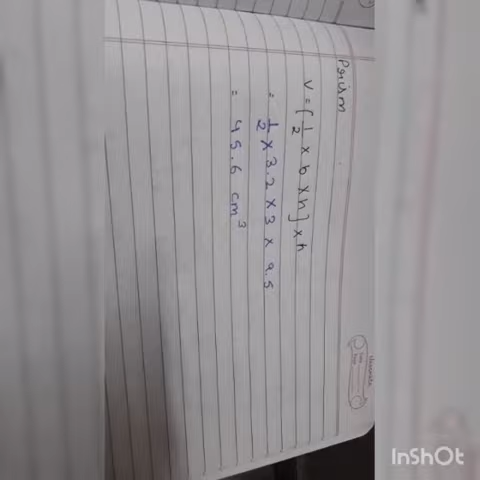 Prism
V = [1/2 × b × h] × h
= 1/2 × 3.2 × 3 × 9.5
= 45.6 cm³
InShOt